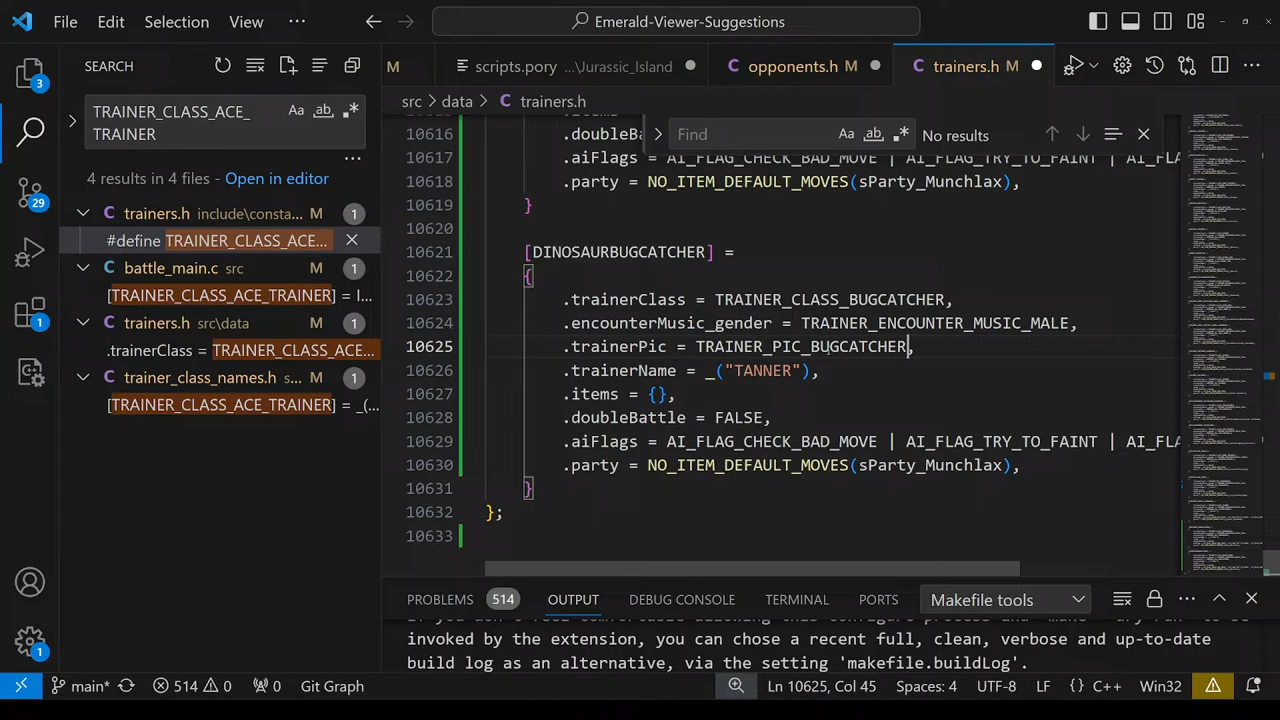 File Edit Selection View ··· Emerald-Viewer-Suggestions
SEARCH
TRAINER_CLASS_ACE_
TRAINER
Aa ab .*
4 results in 4 files - Open in editor
trainers.h include\consta... M 1
#define TRAINER_CLASS_ACE...
battle_main.c src M 1
[TRAINER_CLASS_ACE_TRAINER] = I...
trainers.h src\data M 1
.trainerClass = TRAINER_CLASS_ACE...
trainer_class_names.h s... M 1
[TRAINER_CLASS_ACE_TRAINER] = _(...
3
29
1
1
M scripts.pory ...\Jurassic_Island opponents.h M trainers.h M
src > data > C trainers.h
Find Aa ab .* No results
10616 .doubleBa
10617 .aiFlags = AI_FLAG_CHECK_BAD_MOVE | AI_FLAG_TRY_TO_FAINT | AI_FLA
10618 .party = NO_ITEM_DEFAULT_MOVES(sParty_Munchlax),
10619 }
10620
10621 [DINOSAURBUGCATCHER] =
10622 {
10623 .trainerClass = TRAINER_CLASS_BUGCATCHER,
10624 .encounterMusic_gender = TRAINER_ENCOUNTER_MUSIC_MALE,
10625 .trainerPic = TRAINER_PIC_BUGCATCHER,
10626 .trainerName = _("TANNER"),
10627 .items = {},
10628 .doubleBattle = FALSE,
10629 .aiFlags = AI_FLAG_CHECK_BAD_MOVE | AI_FLAG_TRY_TO_FAINT | AI_FLA
10630 .party = NO_ITEM_DEFAULT_MOVES(sParty_Munchlax),
10631 }
10632 };
10633
PROBLEMS 514 OUTPUT DEBUG CONSOLE TERMINAL PORTS Makefile tools
invoked by the extension, you can chose a recent full, clean, verbose and up-to-date
build log as an alternative, via the setting 'makefile.buildLog'.
main* 514 0 0 Git Graph Ln 10625, Col 45 Spaces: 4 UTF-8 LF {} C++ Win32